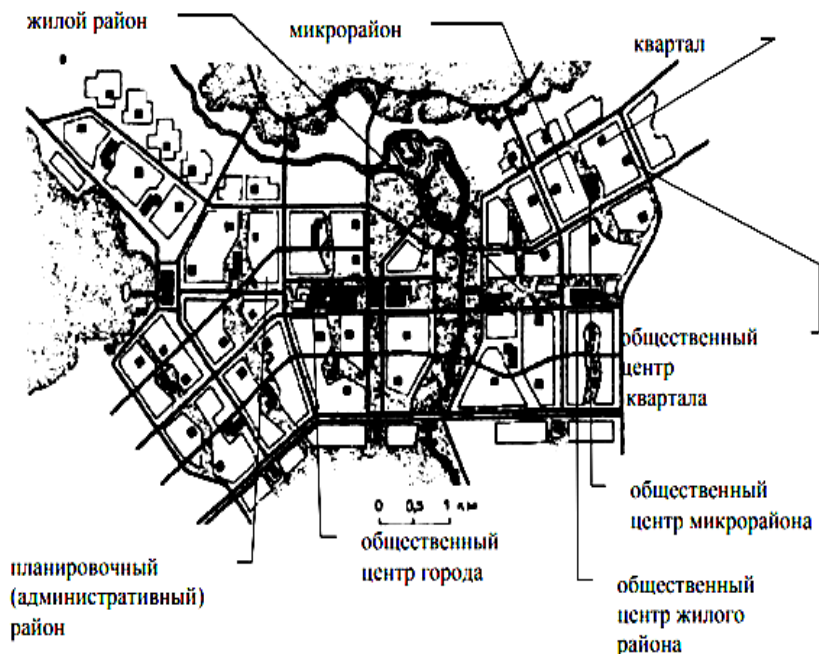 жилой район
микрорайон
квартал
общественный
центр
квартала
0 0,5 1 км
общественный
центр микрорайона
общественный
центр города
планировочный
(административный)
район
общественный
центр жилого
района